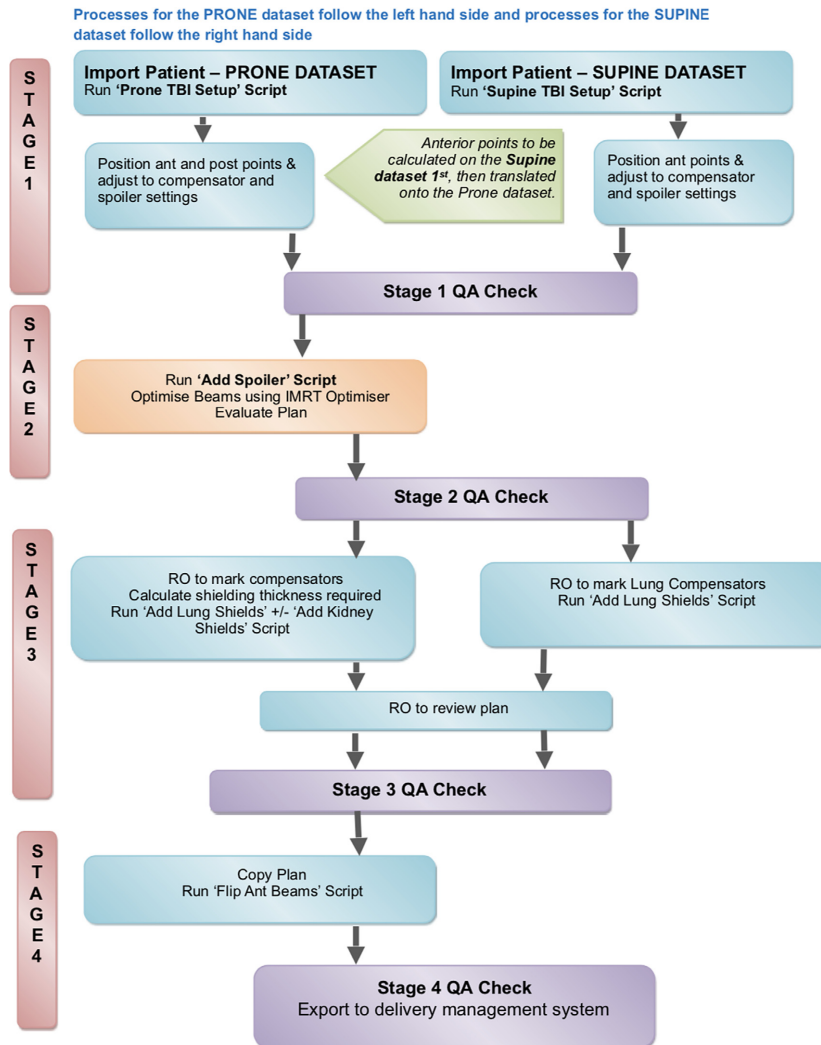 Processes for the PRONE dataset follow the left hand side and processes for the SUPINE
dataset follow the right hand side
STAGE1
Import Patient – PRONE DATASET
Run ‘Prone TBI Setup’ Script
Import Patient – SUPINE DATASET
Run ‘Supine TBI Setup’ Script
Position ant and post points &
adjust to compensator and
spoiler settings
Anterior points to be
calculated on the Supine
dataset 1st, then translated
onto the Prone dataset.
Position ant points &
adjust to compensator
and spoiler settings
Stage 1 QA Check
STAGE2
Run ‘Add Spoiler’ Script
Optimise Beams using IMRT Optimiser
Evaluate Plan
Stage 2 QA Check
STAGE3
RO to mark compensators
Calculate shielding thickness required
Run ‘Add Lung Shields’ +/- ‘Add Kidney
Shields’ Script
RO to mark Lung Compensators
Run ‘Add Lung Shields’ Script
RO to review plan
Stage 3 QA Check
STAGE4
Copy Plan
Run ‘Flip Ant Beams’ Script
Stage 4 QA Check
Export to delivery management system